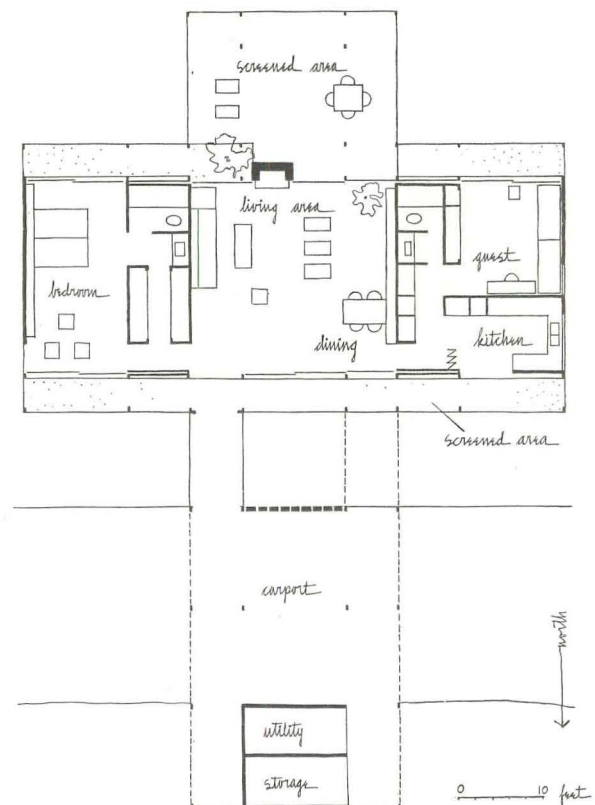 screened area
living area
bedroom
guest
dining
kitchen
screened area
carport
north
utility
storage
0 10 feet